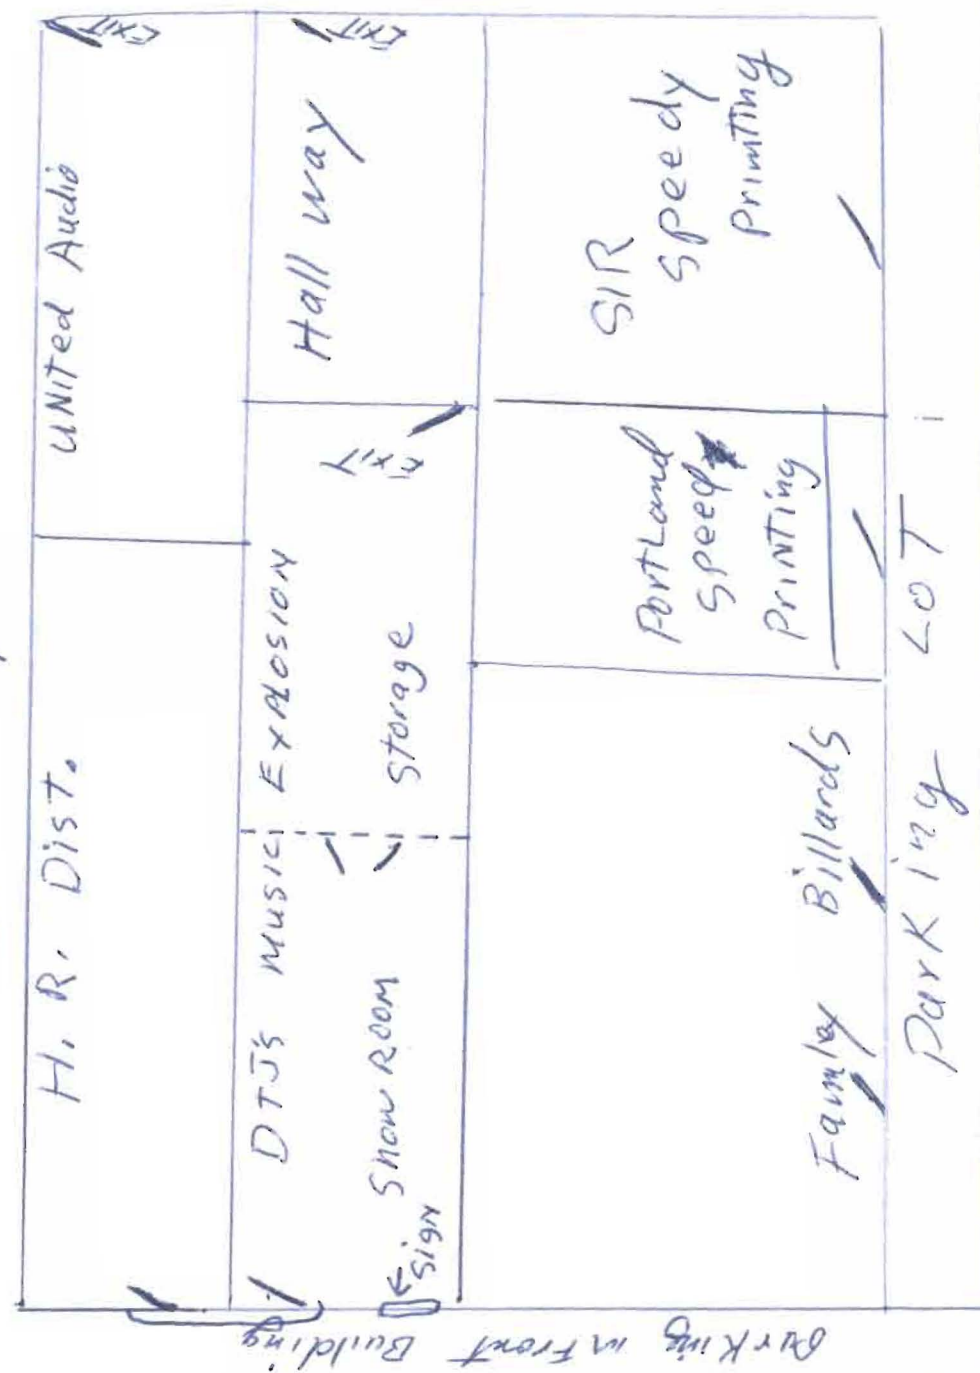 H. R. Dist.
UNITed Audio
EXIT
DTJ's Music EXPLOSION
Show ROOM
Storage
EXIT
← Sign
Hall way
EXIT
Famley Billards
PortLand
Speedy
Printing
SIR
Speedy
Printing
Parking LOT
Parking in Front Building